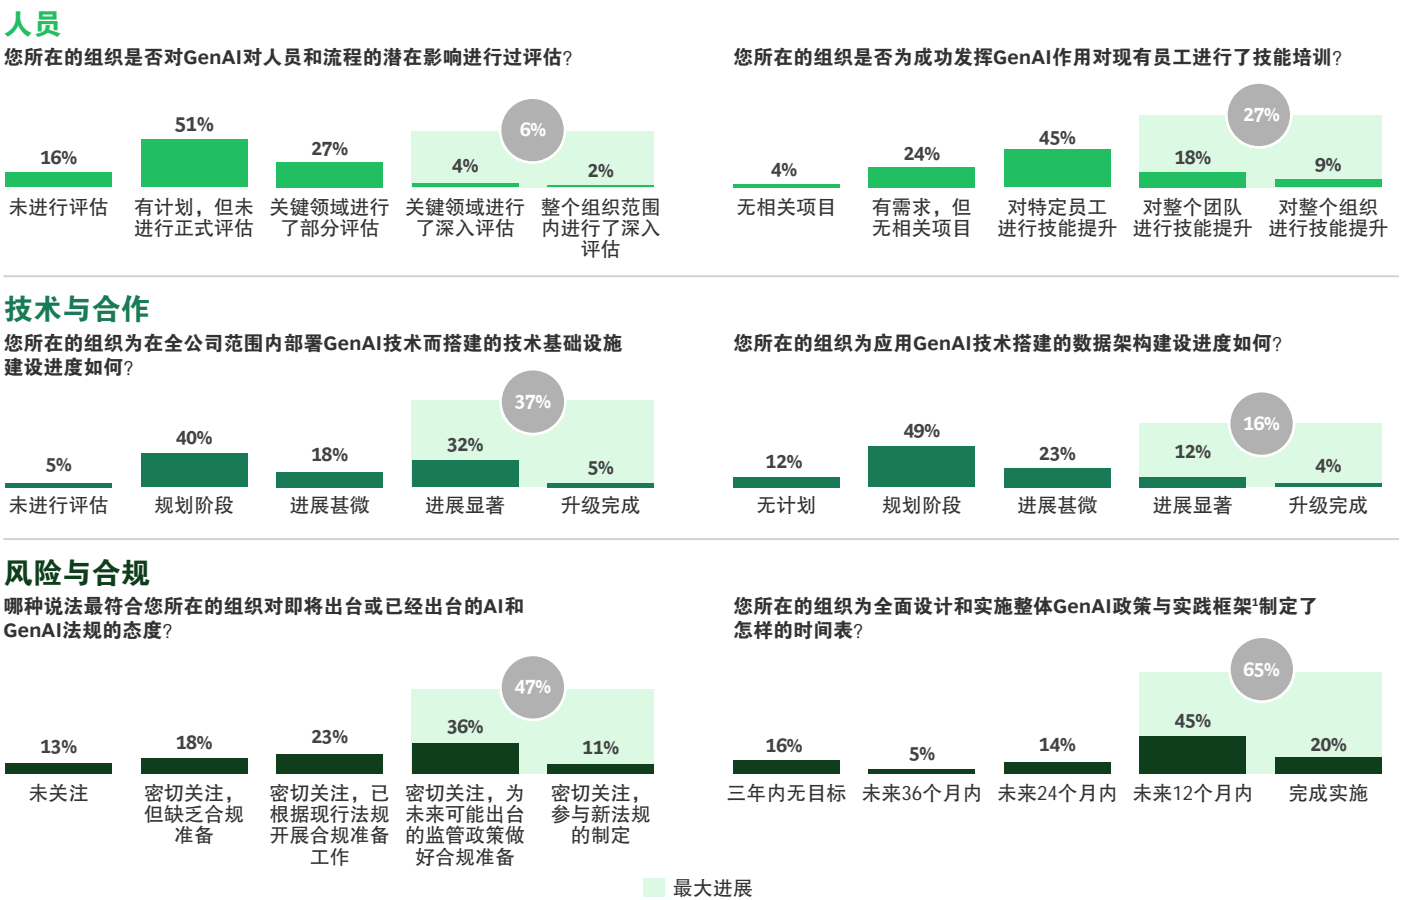 人员
您所在的组织是否对GenAI对人员和流程的潜在影响进行过评估?
16%
51%
27%
4%
2%
6%
未进行评估
有计划，但未
进行正式评估
关键领域进行
了部分评估
关键领域进行
了深入评估
整个组织范围
内进行了深入
评估
您所在的组织是否为成功发挥GenAI作用对现有员工进行了技能培训?
4%
24%
45%
18%
9%
27%
无相关项目
有需求，但
无相关项目
对特定员工
进行技能提升
对整个团队
进行技能提升
对整个组织
进行技能提升
技术与合作
您所在的组织为在全公司范围内部署GenAI技术而搭建的技术基础设施
建设进度如何?
5%
40%
18%
32%
5%
37%
未进行评估
规划阶段
进展甚微
进展显著
升级完成
您所在的组织为应用GenAI技术搭建的数据架构建设进度如何?
12%
49%
23%
12%
4%
16%
无计划
规划阶段
进展甚微
进展显著
升级完成
风险与合规
哪种说法最符合您所在的组织对即将出台或已经出台的AI和
GenAI法规的态度?
13%
18%
23%
36%
11%
47%
未关注
密切关注，
但缺乏合规
准备
密切关注，已
根据现行法规
开展合规准备
工作
密切关注，为
未来可能出台
的监管政策做
好合规准备
密切关注，
参与新法规
的制定
您所在的组织为全面设计和实施整体GenAI政策与实践框架¹制定了
怎样的时间表?
16%
5%
14%
45%
20%
65%
三年内无目标
未来36个月内
未来24个月内
未来12个月内
完成实施
最大进展